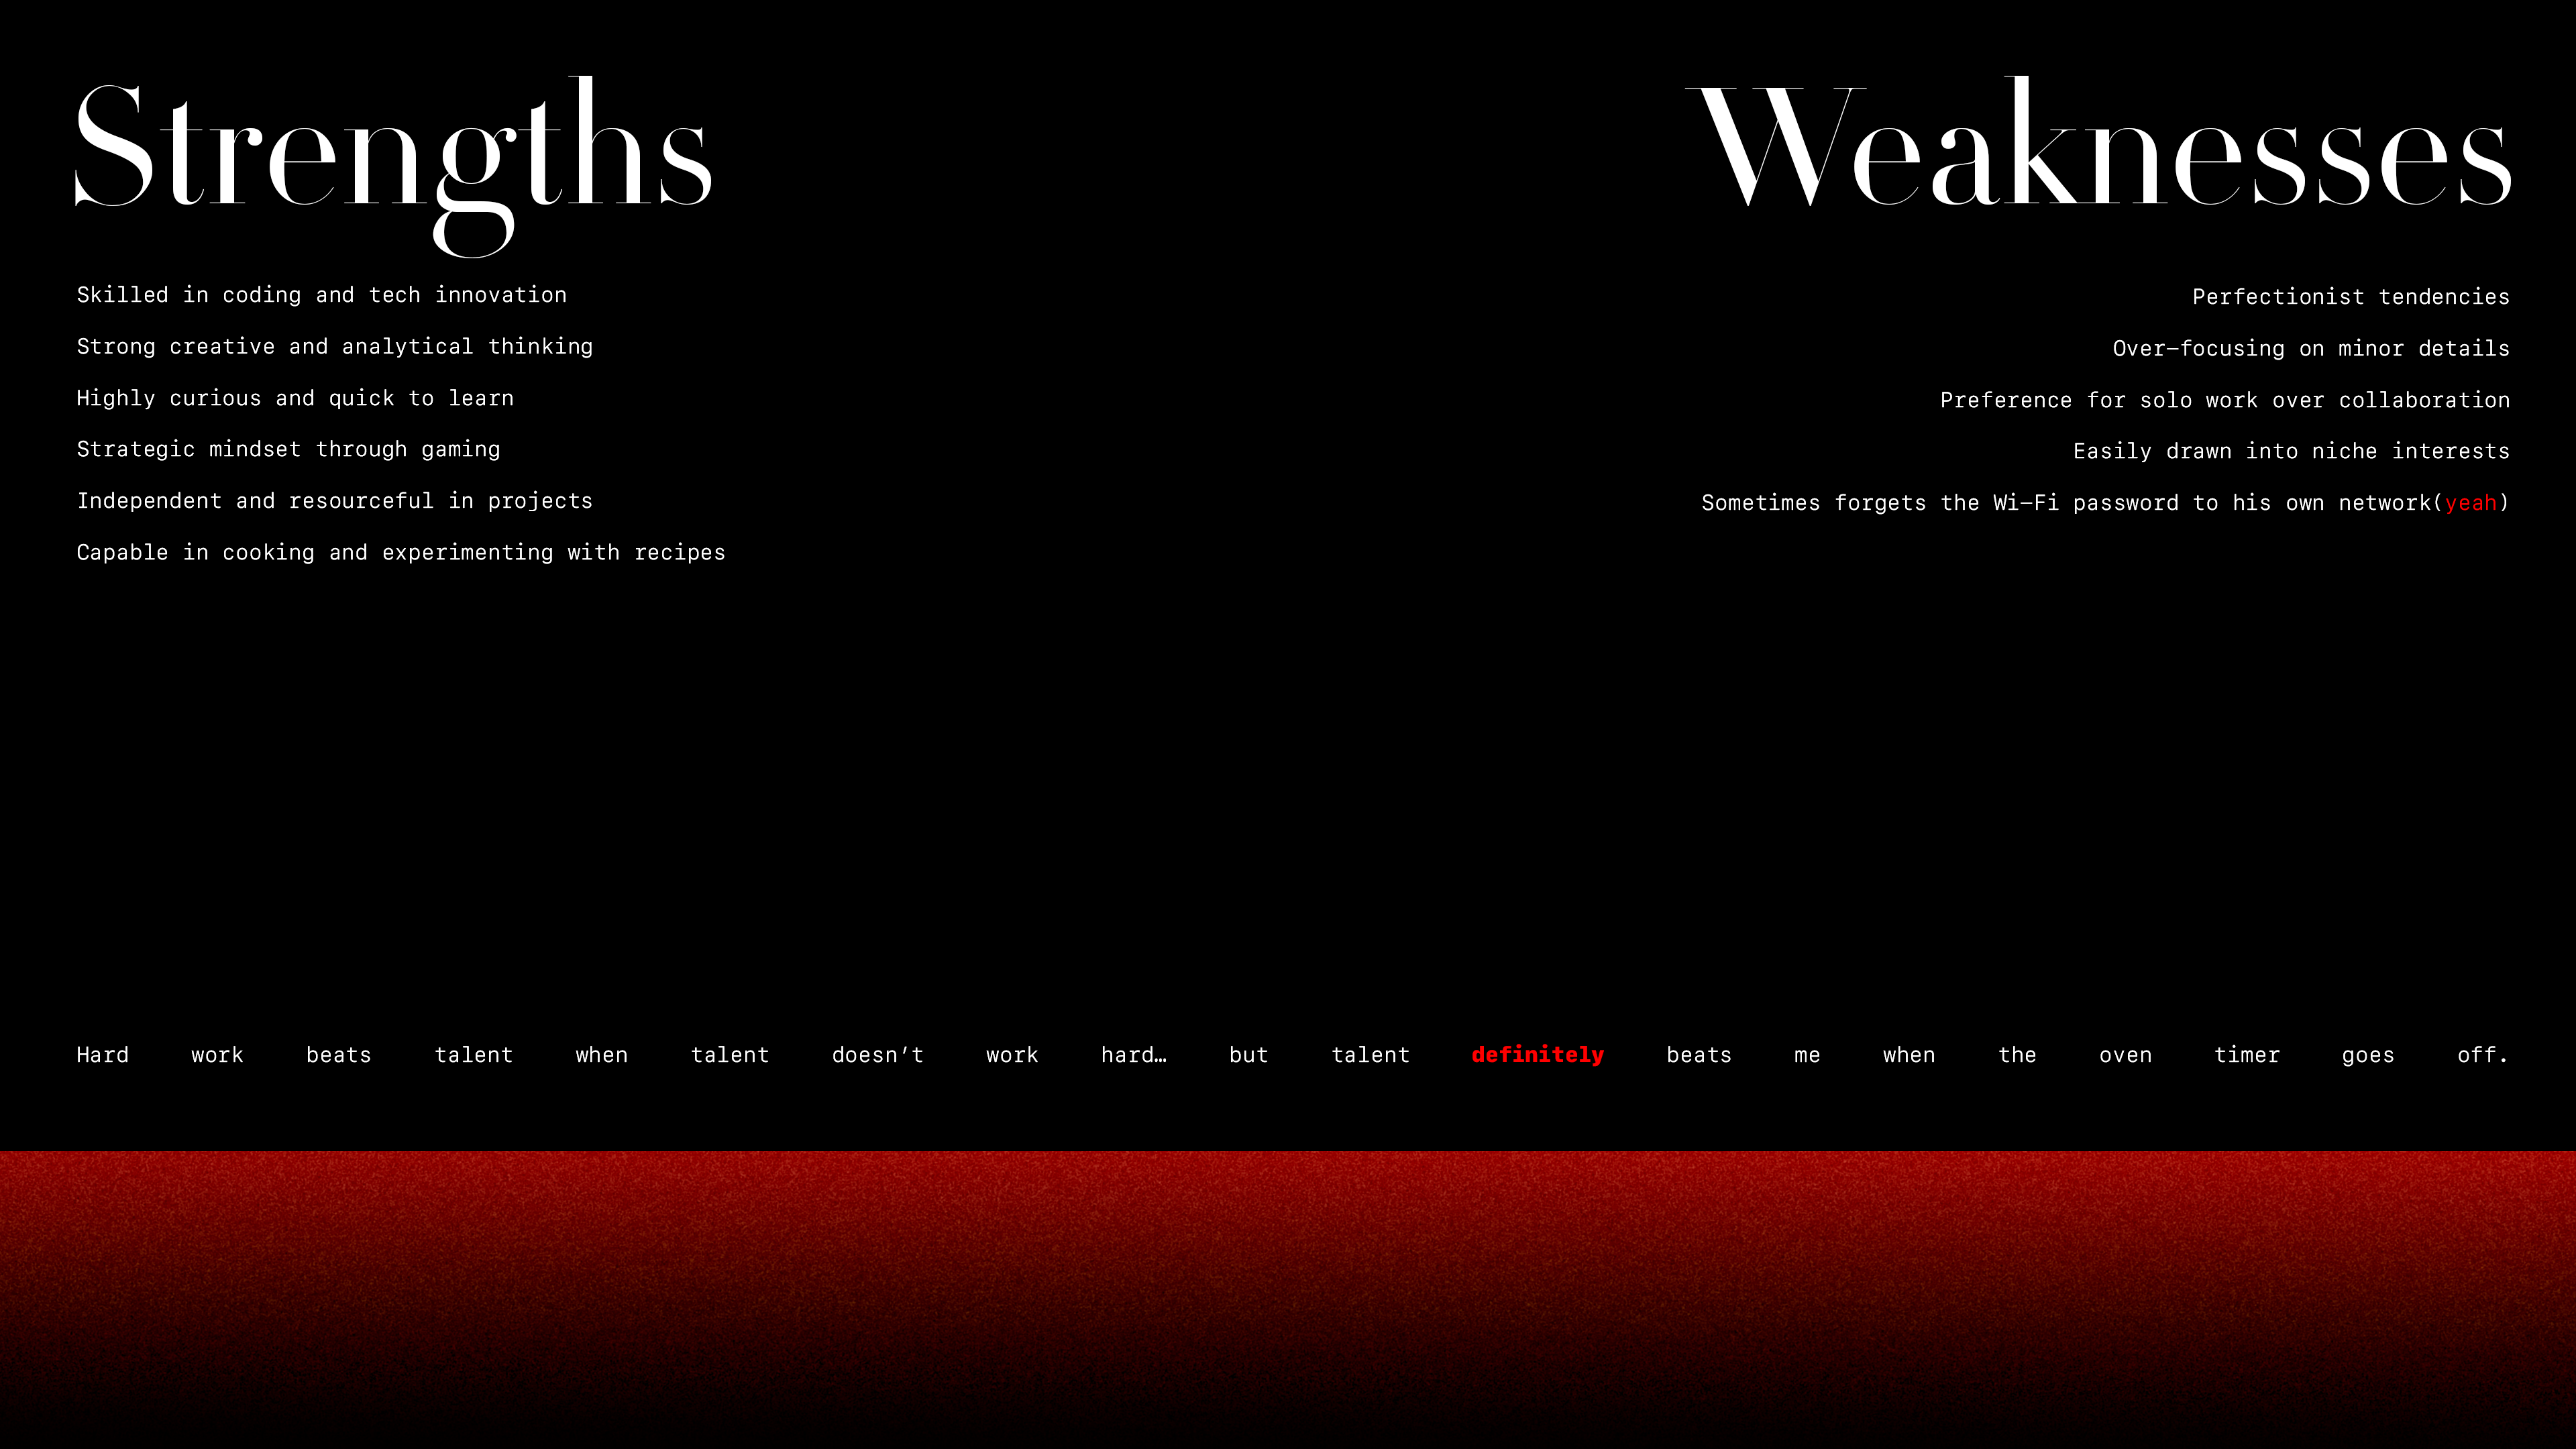 Strengths
Skilled in coding and tech innovation
Strong creative and analytical thinking
Highly curious and quick to learn
Strategic mindset through gaming
Independent and resourceful in projects
Capable in cooking and experimenting with recipes
Weaknesses
Perfectionist tendencies
Over–focusing on minor details
Preference for solo work over collaboration
Easily drawn into niche interests
Sometimes forgets the Wi–Fi password to his own network(yeah)
Hard work beats talent when talent doesn’t work hard… but talent definitely beats me when the oven timer goes off.